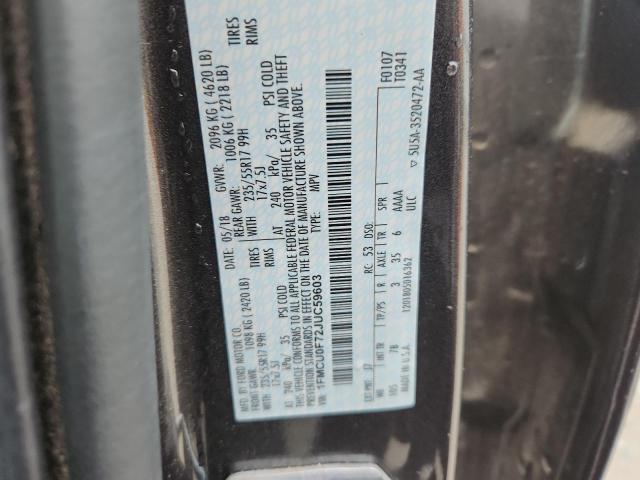 MFD. BY FORD MOTOR CO.
DATE: 05/18 GVWR: 2096 KG ( 4620 LB)
FRONT GAWR: 1098 KG ( 2420 LB) REAR GAWR: 1006 KG ( 2218 LB)
WITH 235/55R17 99H TIRES WITH 235/55R17 99H TIRES
17x7.5J RIMS 17x7.5J RIMS
AT 240 kPa/ 35 PSI COLD AT 240 kPa/ 35 PSI COLD
THIS VEHICLE CONFORMS TO ALL APPLICABLE FEDERAL MOTOR VEHICLE SAFETY AND THEFT
PREVENTION STANDARDS IN EFFECT ON THE DATE OF MANUFACTURE SHOWN ABOVE.
VIN: 1FMCU0F72JUC59603 TYPE: MPV
F0107
T0341
EXT PNT: J7 RC: 53 DSO:
WB INT TR TP/PS R AXLE TR SPR
105 7B 3 35 6 AAAA
ULC
5U5A-3520472-AA
MADE IN U.S.A. 1201805016362